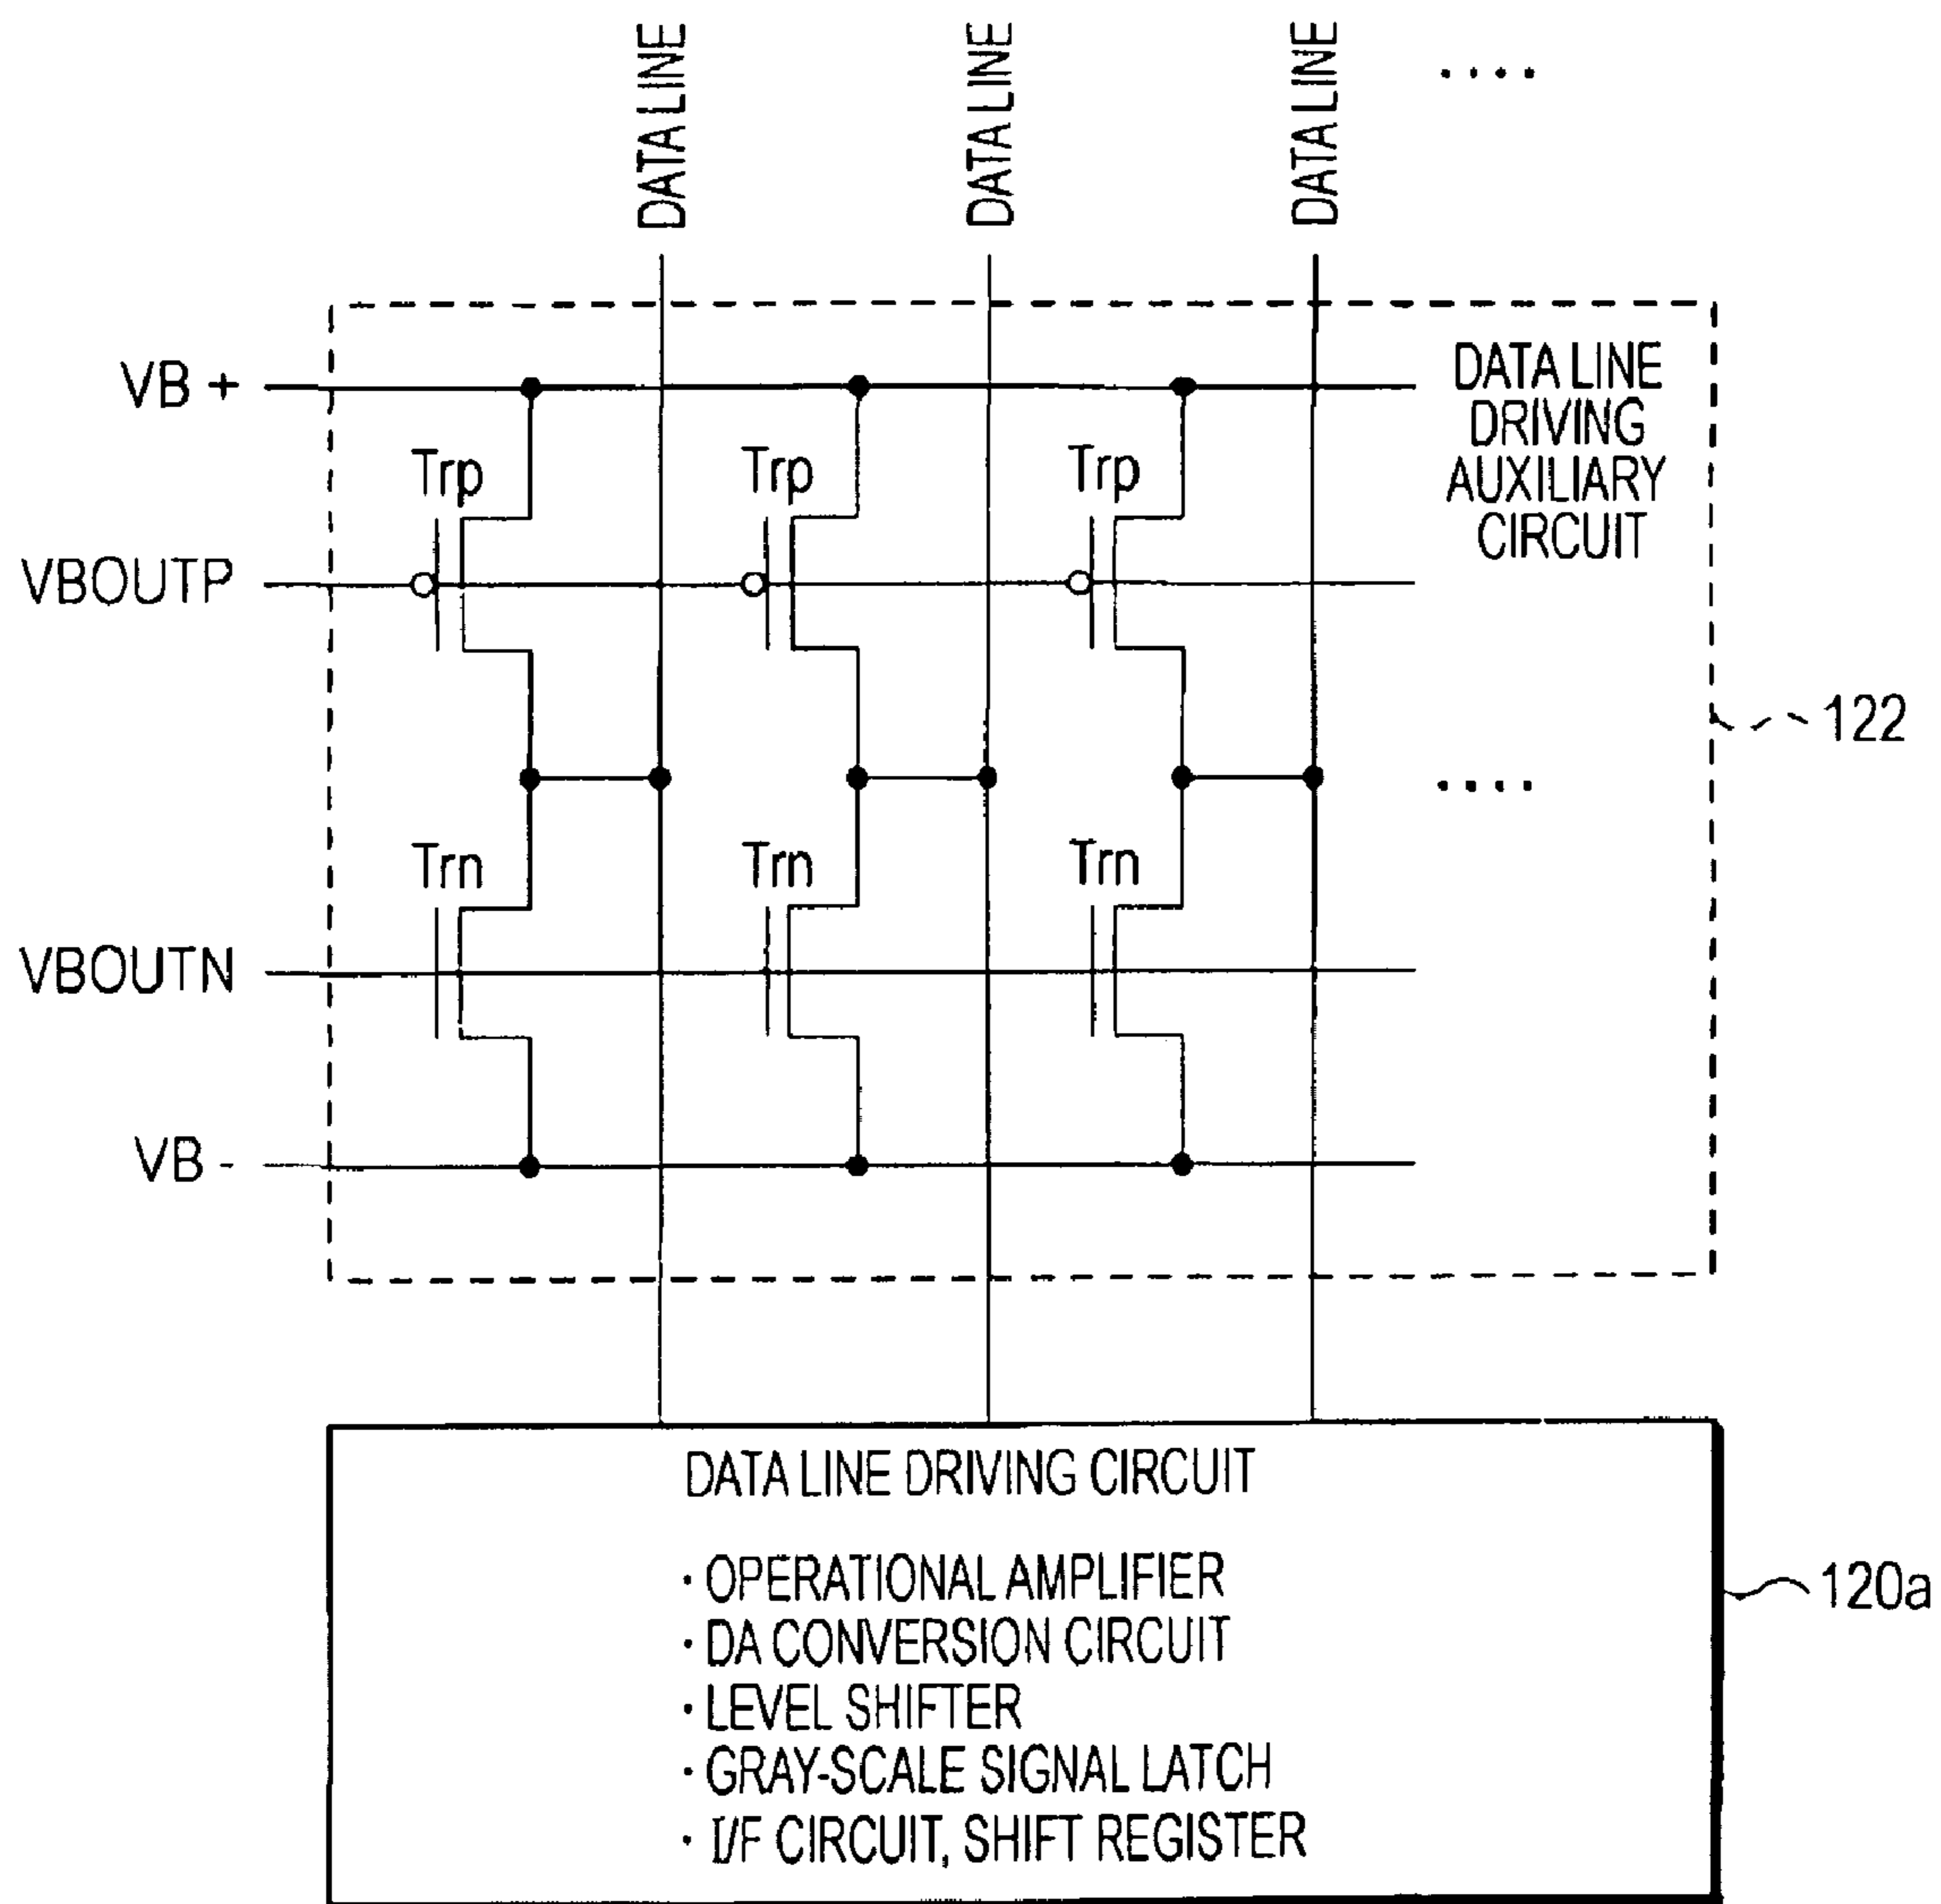 DATA LINE
DATA LINE
DATA LINE
....
VB +
DATA LINE
DRIVING
AUXILIARY
CIRCUIT
Trp
Trp
Trp
VBOUTP
122
....
Trn
Trn
Trn
VBOUTN
VB -
DATA LINE DRIVING CIRCUIT
· OPERATIONAL AMPLIFIER
· DA CONVERSION CIRCUIT
· LEVEL SHIFTER
· GRAY-SCALE SIGNAL LATCH
· I/F CIRCUIT, SHIFT REGISTER
120a